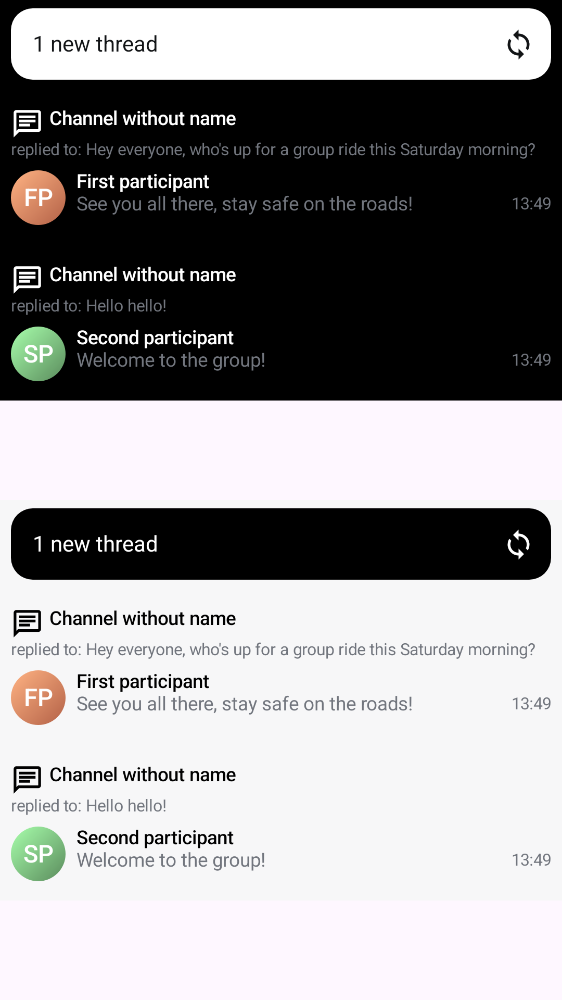 1 new thread
Channel without name
replied to: Hey everyone, who's up for a group ride this Saturday morning?
FP
First participant
See you all there, stay safe on the roads!
13:49
Channel without name
replied to: Hello hello!
SP
Second participant
Welcome to the group!
13:49
1 new thread
Channel without name
replied to: Hey everyone, who's up for a group ride this Saturday morning?
FP
First participant
See you all there, stay safe on the roads!
13:49
Channel without name
replied to: Hello hello!
SP
Second participant
Welcome to the group!
13:49